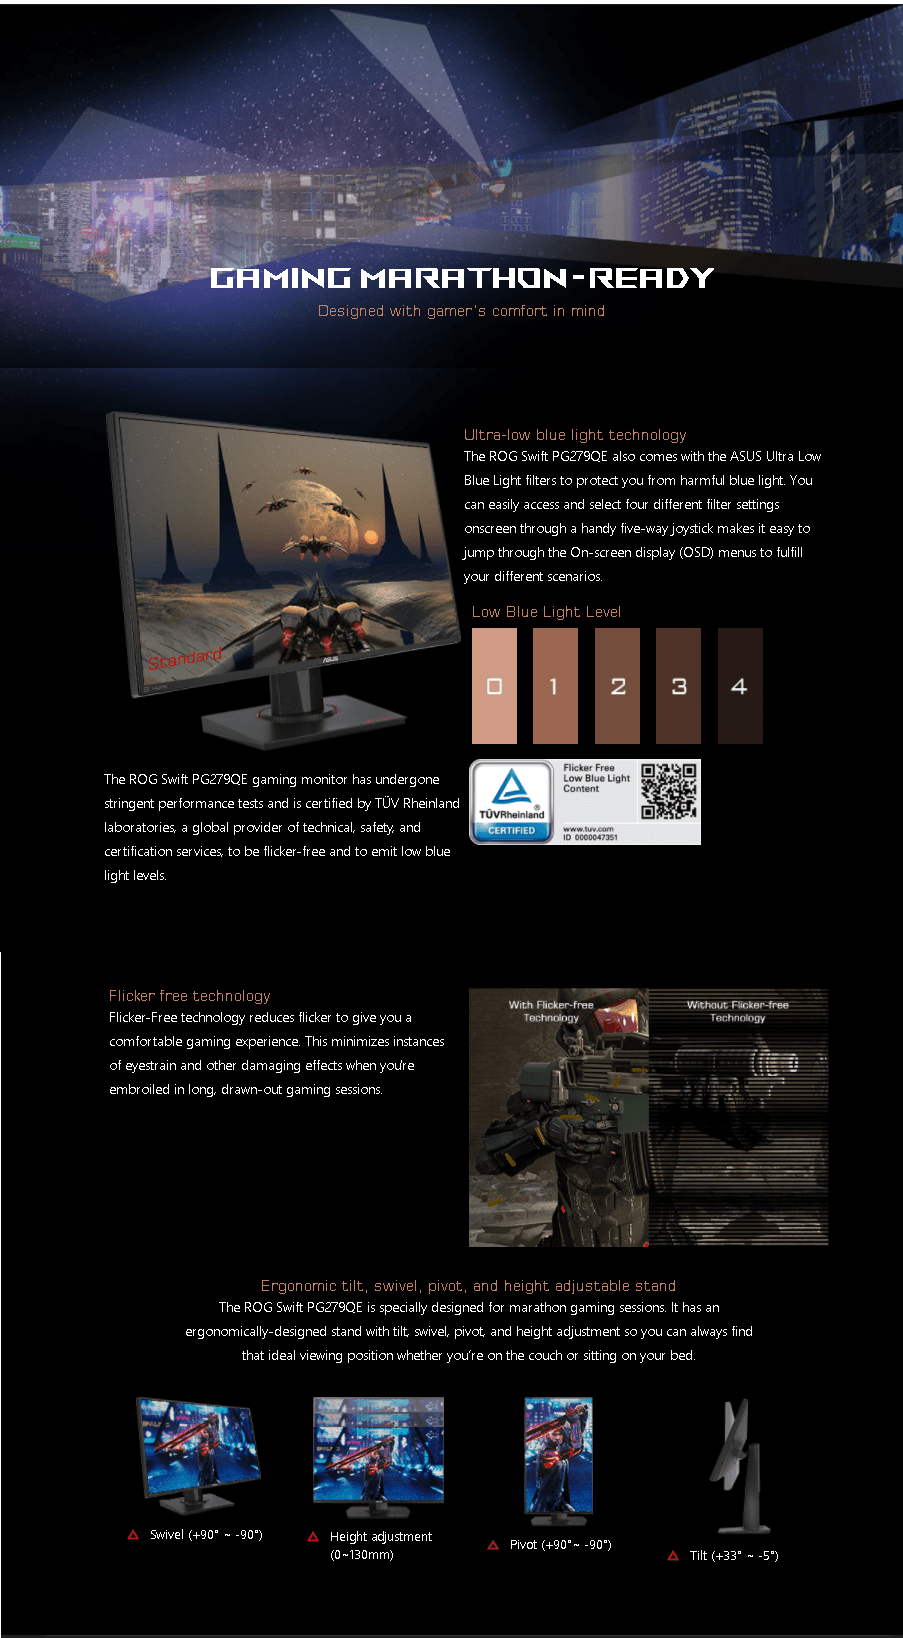 GAMING MARATHON-READY
Designed with gamer's comfort in mind
Ultra-low blue light technology
The ROG Swift PG279QE also comes with the ASUS Ultra Low
Blue Light filters to protect you from harmful blue light. You
can easily access and select four different filter settings
onscreen through a handy five-way joystick makes it easy to
jump through the On-screen display (OSD) menus to fulfill
your different scenarios.
Standard
ASUS
Low Blue Light Level
0 1 2 3 4
The ROG Swift PG279QE gaming monitor has undergone
stringent performance tests and is certified by TÜV Rheinland
laboratories, a global provider of technical, safety, and
certification services, to be flicker-free and to emit low blue
light levels.
TÜVRheinland®
CERTIFIED
Flicker Free
Low Blue Light
Content
www.tuv.com
ID 0000047351
Flicker free technology
Flicker-Free technology reduces flicker to give you a
comfortable gaming experience. This minimizes instances
of eyestrain and other damaging effects when you're
embroiled in long, drawn-out gaming sessions.
With Flicker-free
Technology
Without Flicker-free
Technology
Ergonomic tilt, swivel, pivot, and height adjustable stand
The ROG Swift PG279QE is specially designed for marathon gaming sessions. It has an
ergonomically-designed stand with tilt, swivel, pivot, and height adjustment so you can always find
that ideal viewing position whether you're on the couch or sitting on your bed.
Swivel (+90° ~ -90°)
Height adjustment
(0~130mm)
Pivot (+90°~ -90°)
Tilt (+33° ~ -5°)